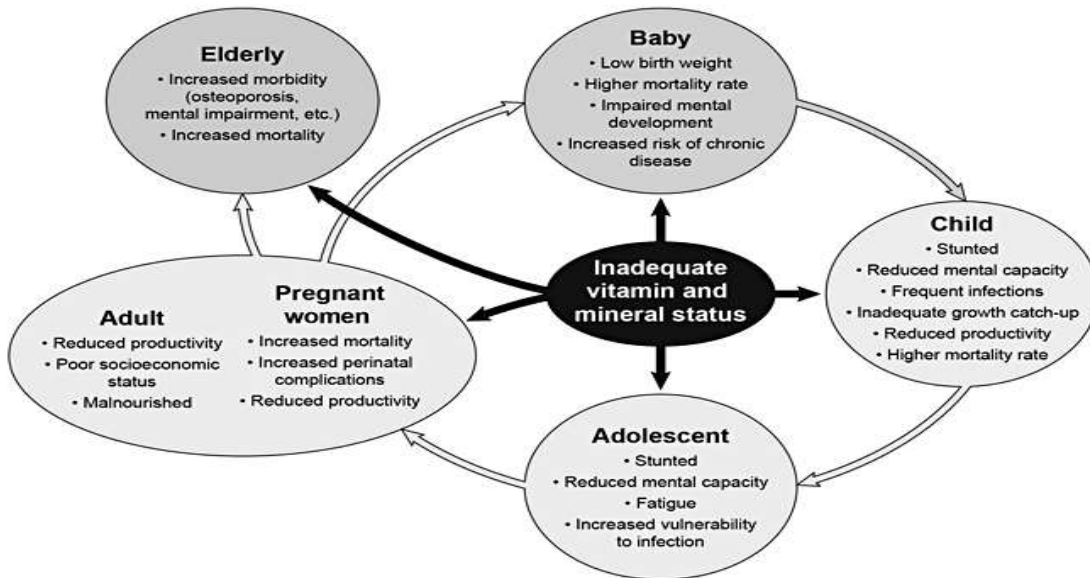 Elderly
• Increased morbidity
(osteoporosis,
mental impairment, etc.)
• Increased mortality
Baby
• Low birth weight
• Higher mortality rate
• Impaired mental
development
• Increased risk of chronic
disease
Child
• Stunted
• Reduced mental capacity
• Frequent infections
• Inadequate growth catch-up
• Reduced productivity
• Higher mortality rate
Inadequate
vitamin and
mineral status
Adult
• Reduced productivity
• Poor socioeconomic
status
• Malnourished
Pregnant
women
• Increased mortality
• Increased perinatal
complications
• Reduced productivity
Adolescent
• Stunted
• Reduced mental capacity
• Fatigue
• Increased vulnerability
to infection